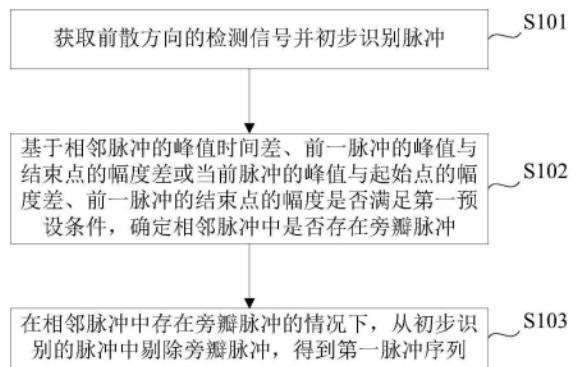 获取前散方向的检测信号并初步识别脉冲
S101
基于相邻脉冲的峰值时间差、前一脉冲的峰值与
结束点的幅度差或当前脉冲的峰值与起始点的幅
度差、前一脉冲的结束点的幅度是否满足第一预
设条件，确定相邻脉冲中是否存在旁瓣脉冲
S102
在相邻脉冲中存在旁瓣脉冲的情况下，从初步识
别的脉冲中剔除旁瓣脉冲，得到第一脉冲序列
S103